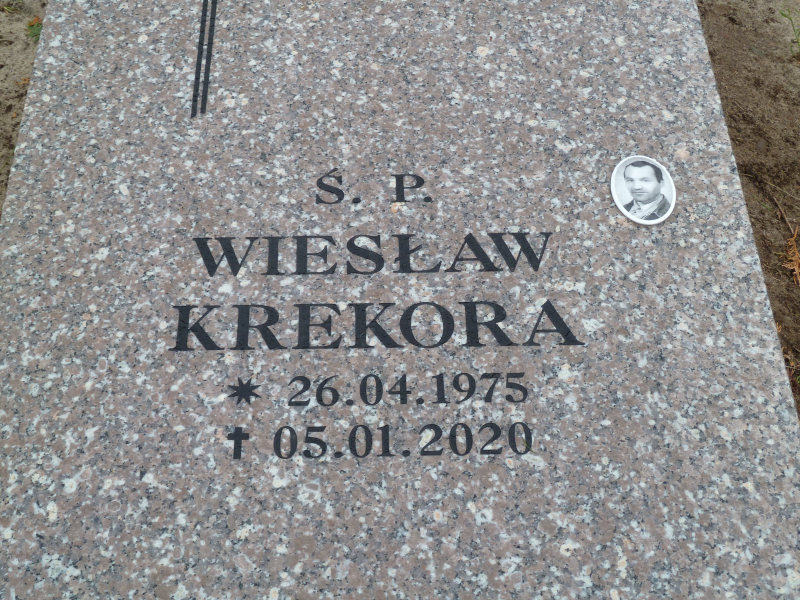 Ś. P.
WIESŁAW
KREKORA
* 26.04.1975
✝ 05.01.2020